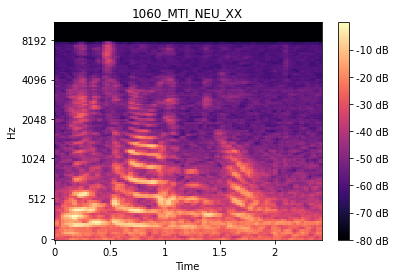 1060_MTI_NEU_XX
8192
4096
2048
1024
512
0
Hz
0
0.5
1
1.5
2
Time
-10 dB
-20 dB
-30 dB
-40 dB
-50 dB
-60 dB
-70 dB
-80 dB